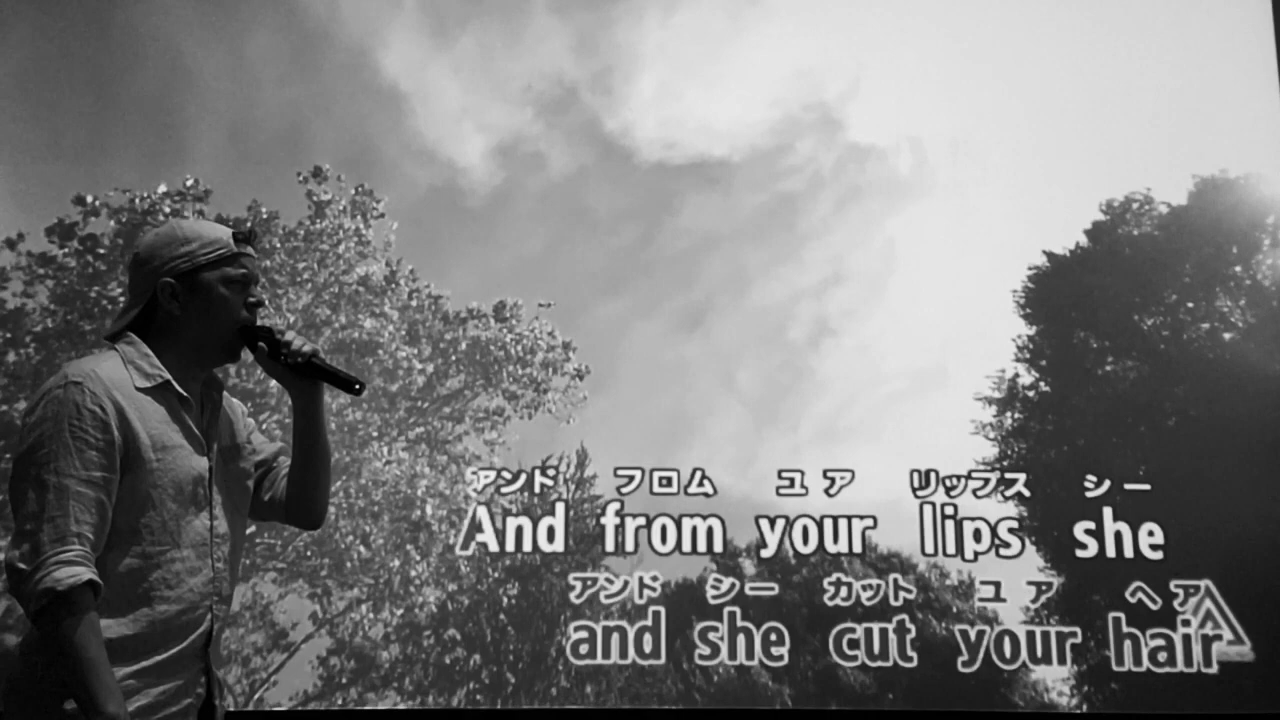 アンド フロム ユア リップス シー
And from your lips she
アンド シー カット ユア ヘア
and she cut your hair